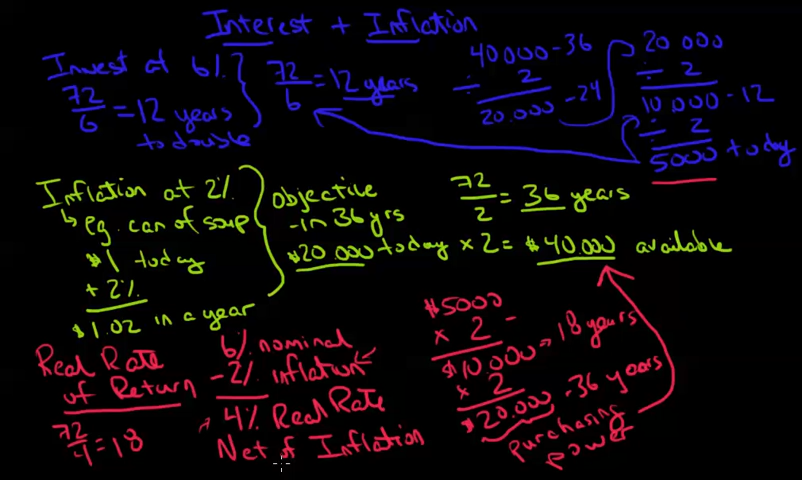 Interest + Inflation
Invest at 6%
72/6 = 12 years
to double
72/6 = 12 years
40 000 - 36
÷ 2
20.000 - 24
20 000
÷ 2
10.000 - 12
÷ 2
5000 today
Inflation at 2%
↳ eg. can of soup
$1 today
+ 2%
$1.02 in a year
objective
- in 36 yrs
$20.000 today × 2 = $40.000 available
72/2 = 36 years
Real Rate
of Return
72/4 = 18
6% nominal
- 2% inflation
4% Real Rate
Net of Inflation
$5000
× 2
$10.000 - 18 years
× 2
$20.000 - 36 years
Purchasing
power